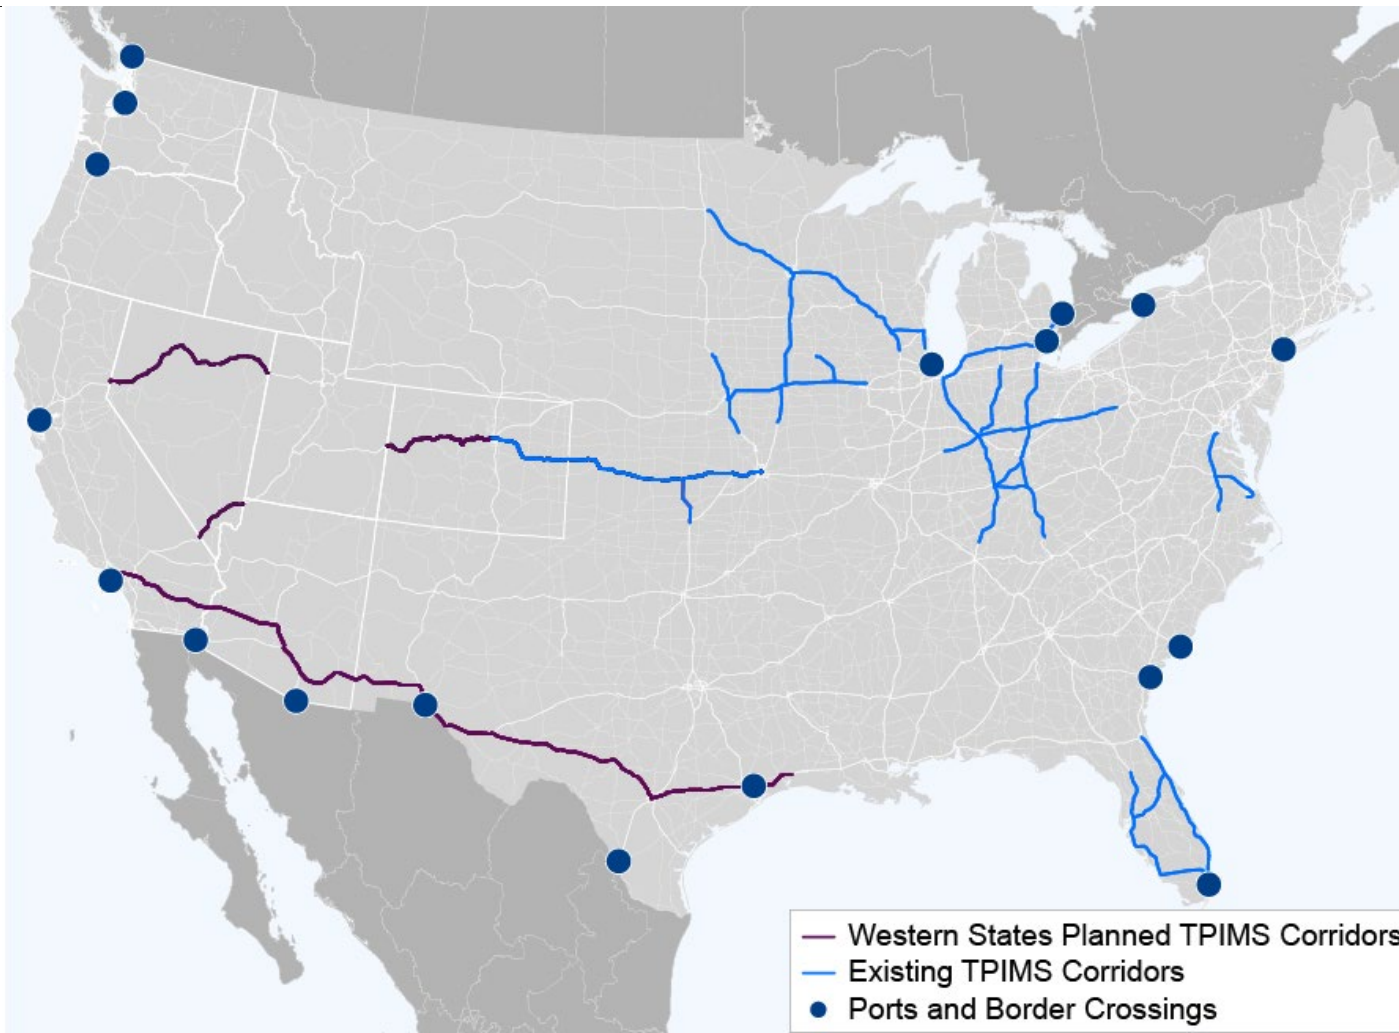 Western States Planned TPIMS Corridors
Existing TPIMS Corridors
Ports and Border Crossings